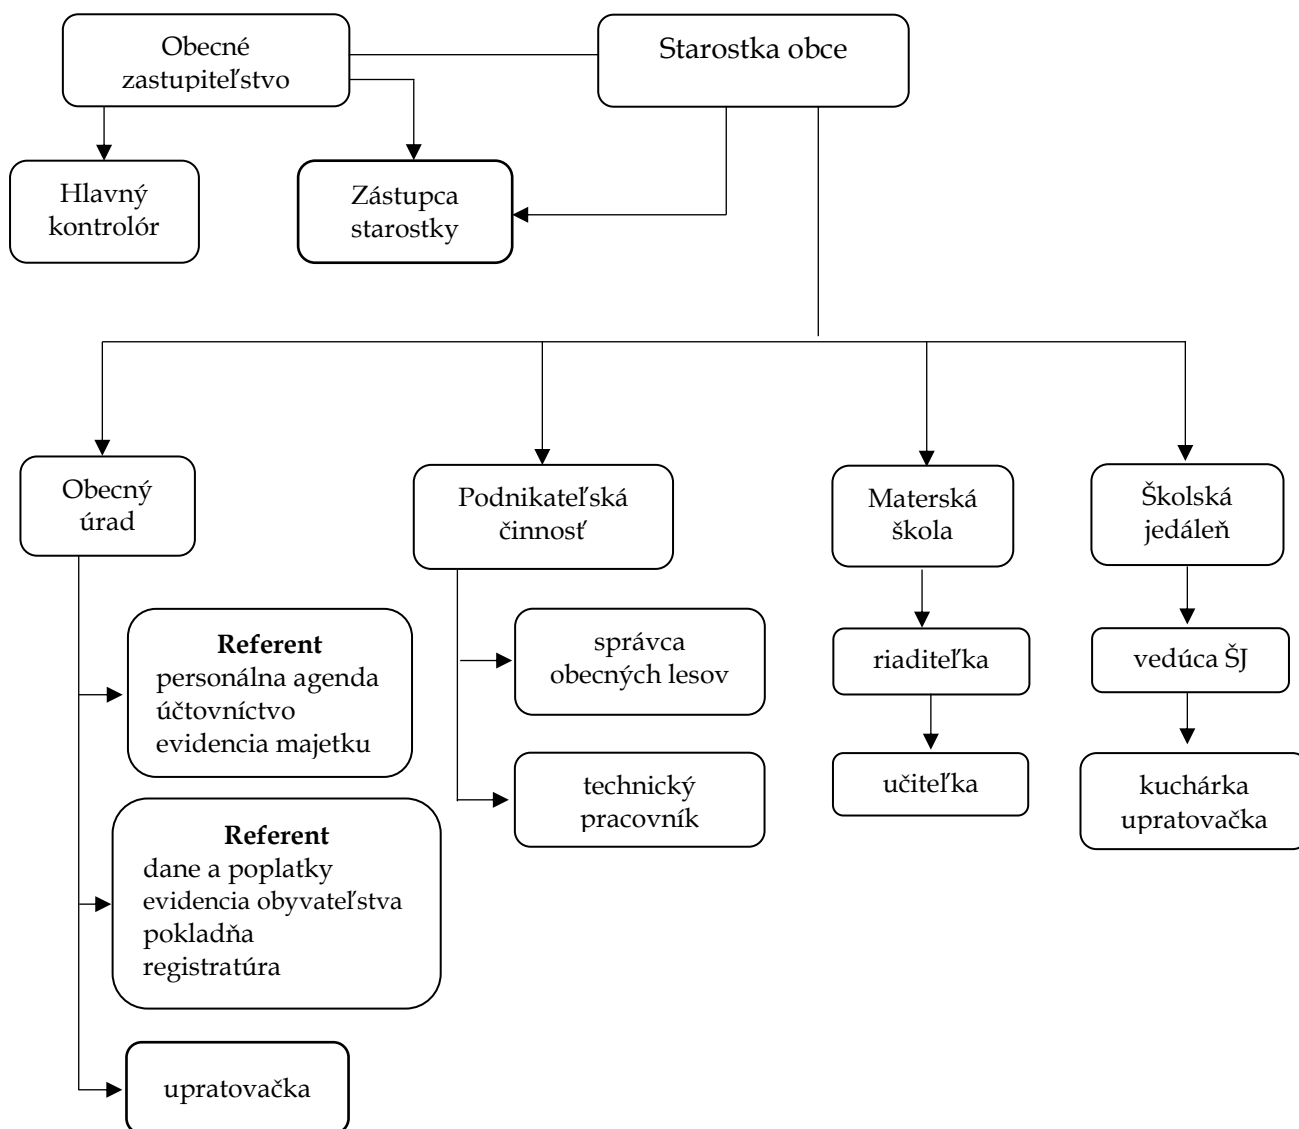 Obecné
zastupiteľstvo
Starostka obce
Hlavný
kontrolór
Zástupca
starostky
Obecný
úrad
Podnikateľská
činnosť
Materská
škola
Školská
jedáleň
Referent
personálna agenda
účtovníctvo
evidencia majetku
správca
obecných lesov
riaditeľka
vedúca ŠJ
technický
pracovník
učiteľka
kuchárka
upratovačka
Referent
dane a poplatky
evidencia obyvateľstva
pokladňa
registratúra
upratovačka